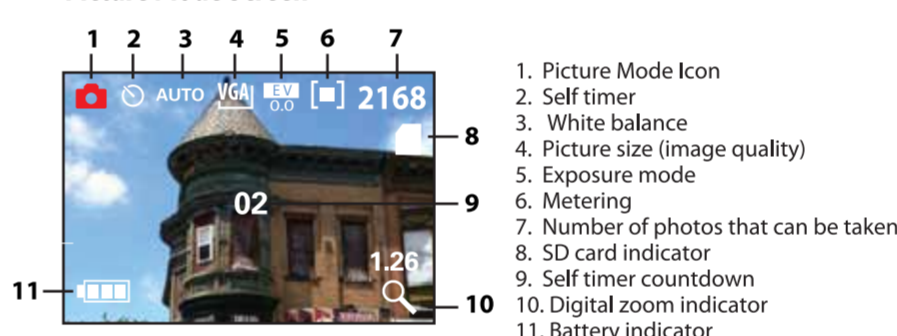 1 2 3 4 5 6 7
AUTO VGA EV 0.0 2168
8
02 9
1.26
11 10
1. Picture Mode Icon
2. Self timer
3. White balance
4. Picture size (image quality)
5. Exposure mode
6. Metering
7. Number of photos that can be taken
8. SD card indicator
9. Self timer countdown
10. Digital zoom indicator
11. Battery indicator